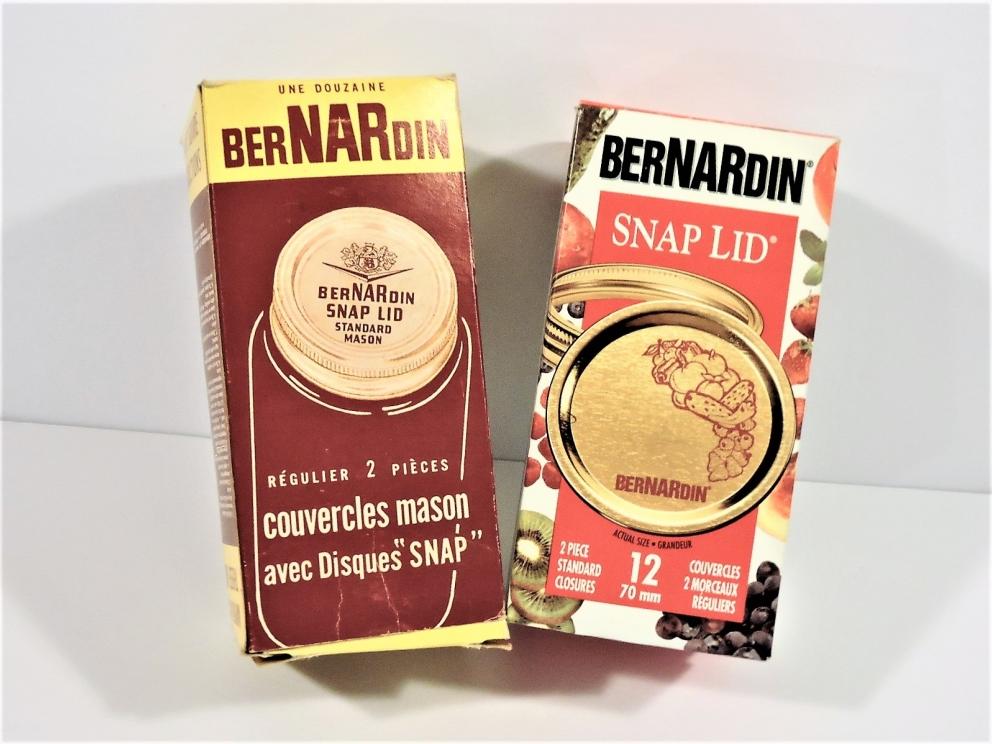 UNE DOUZAINE
BERNARDIN
BERNARDIN
SNAP LID
STANDARD
MASON
RÉGULIER 2 PIÈCES
couvercles mason
avec Disques "SNAP"
BERNARDIN®
SNAP LID®
BERNARDIN®
ACTUAL SIZE • GRANDEUR
2 PIECE
STANDARD
CLOSURES
12
70 mm
COUVERCLES
2 MORCEAUX
RÉGULIERS